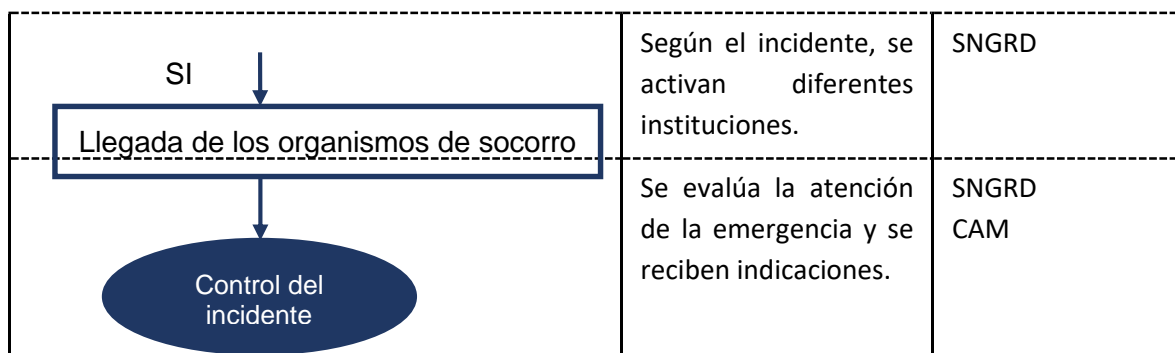 SI
Llegada de los organismos de socorro
Control del
incidente
Según el incidente, se
activan diferentes
instituciones.
SNGRD
Se evalúa la atención
de la emergencia y se
reciben indicaciones.
SNGRD
CAM